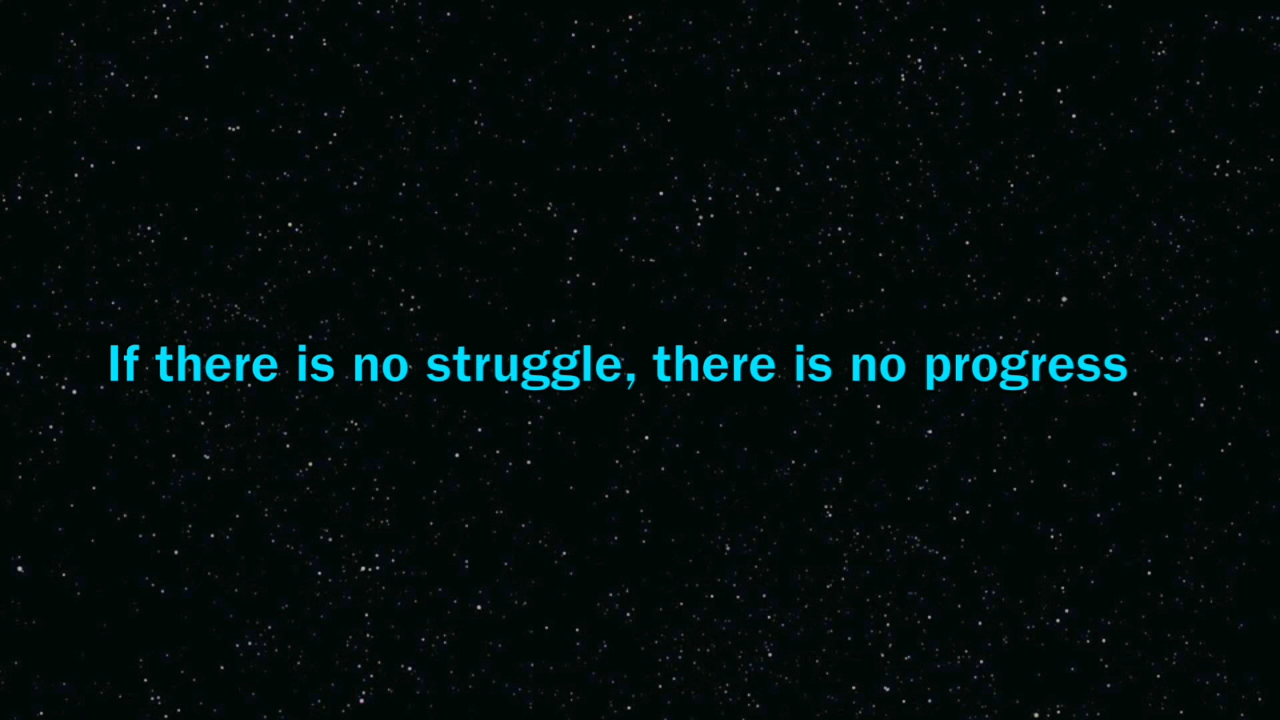 If there is no struggle, there is no progress